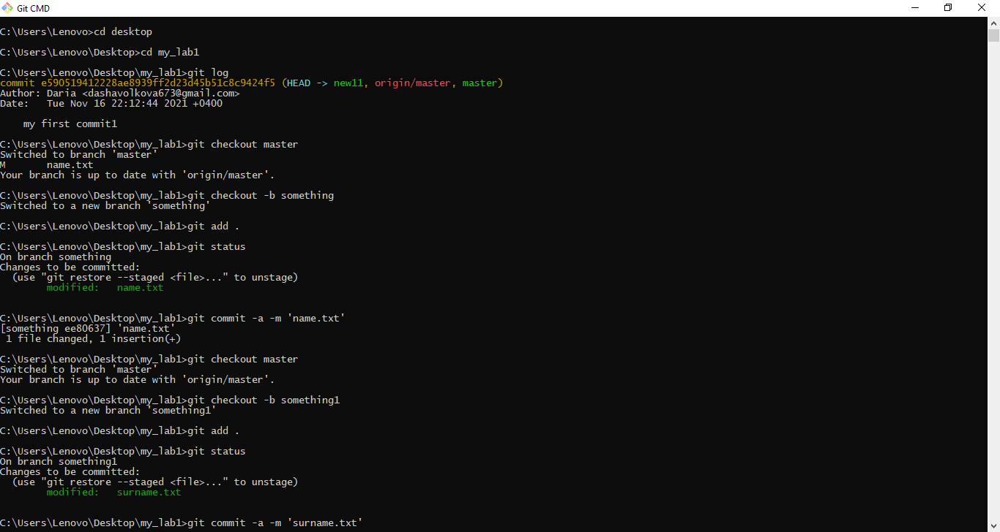 Git CMD
C:\Users\Lenovo>cd desktop
C:\Users\Lenovo\Desktop>cd my_lab1
C:\Users\Lenovo\Desktop\my_lab1>git log
commit e590519412228ae8939ff2d23d45b51c8c9424f5 (HEAD -> new11, origin/master, master)
Author: Daria <dashavolkova673@gmail.com>
Date:   Tue Nov 16 22:12:44 2021 +0400
    my first commit1
C:\Users\Lenovo\Desktop\my_lab1>git checkout master
Switched to branch 'master'
M       name.txt
Your branch is up to date with 'origin/master'.
C:\Users\Lenovo\Desktop\my_lab1>git checkout -b something
Switched to a new branch 'something'
C:\Users\Lenovo\Desktop\my_lab1>git add .
C:\Users\Lenovo\Desktop\my_lab1>git status
On branch something
Changes to be committed:
  (use "git restore --staged <file>..." to unstage)
        modified:   name.txt
C:\Users\Lenovo\Desktop\my_lab1>git commit -a -m 'name.txt'
[something ee80637] 'name.txt'
 1 file changed, 1 insertion(+)
C:\Users\Lenovo\Desktop\my_lab1>git checkout master
Switched to branch 'master'
Your branch is up to date with 'origin/master'.
C:\Users\Lenovo\Desktop\my_lab1>git checkout -b something1
Switched to a new branch 'something1'
C:\Users\Lenovo\Desktop\my_lab1>git add .
C:\Users\Lenovo\Desktop\my_lab1>git status
On branch something1
Changes to be committed:
  (use "git restore --staged <file>..." to unstage)
        modified:   surname.txt
C:\Users\Lenovo\Desktop\my_lab1>git commit -a -m 'surname.txt'